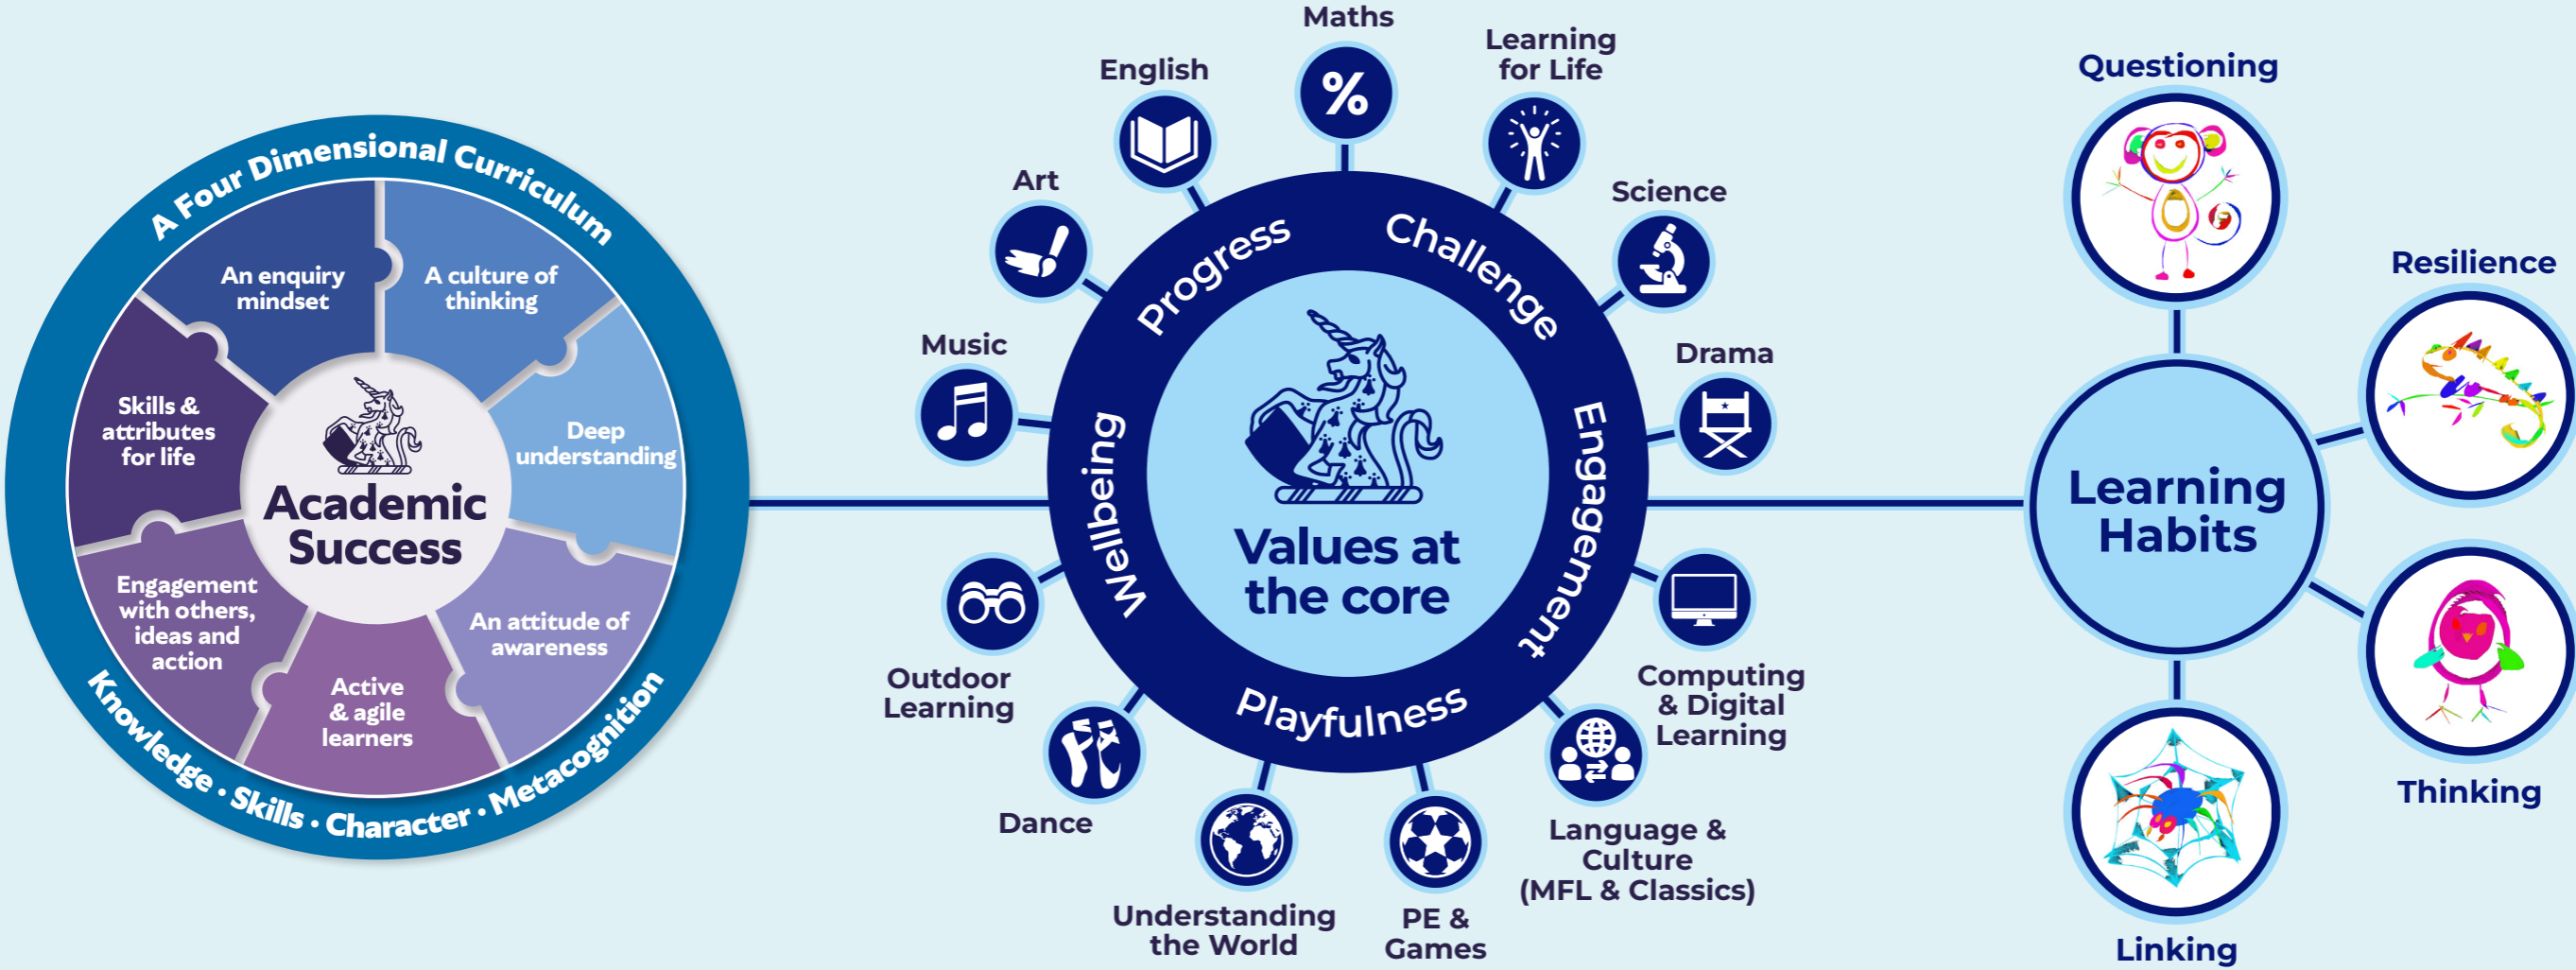 A Four Dimensional Curriculum
An enquiry
mindset
A culture of
thinking
Skills &
attributes
for life
Deep
understanding
Academic
Success
Engagement
with others,
ideas and
action
An attitude of
awareness
Active
& agile
learners
Knowledge • Skills • Character • Metacognition
Maths
%
English
Learning
for Life
Art
Science
Music
Drama
Progress
Challenge
Wellbeing
Engagement
Playfulness
Values at
the core
Outdoor
Learning
Computing
& Digital
Learning
Dance
Language &
Culture
(MFL & Classics)
Understanding
the World
PE &
Games
Questioning
Resilience
Learning
Habits
Thinking
Linking